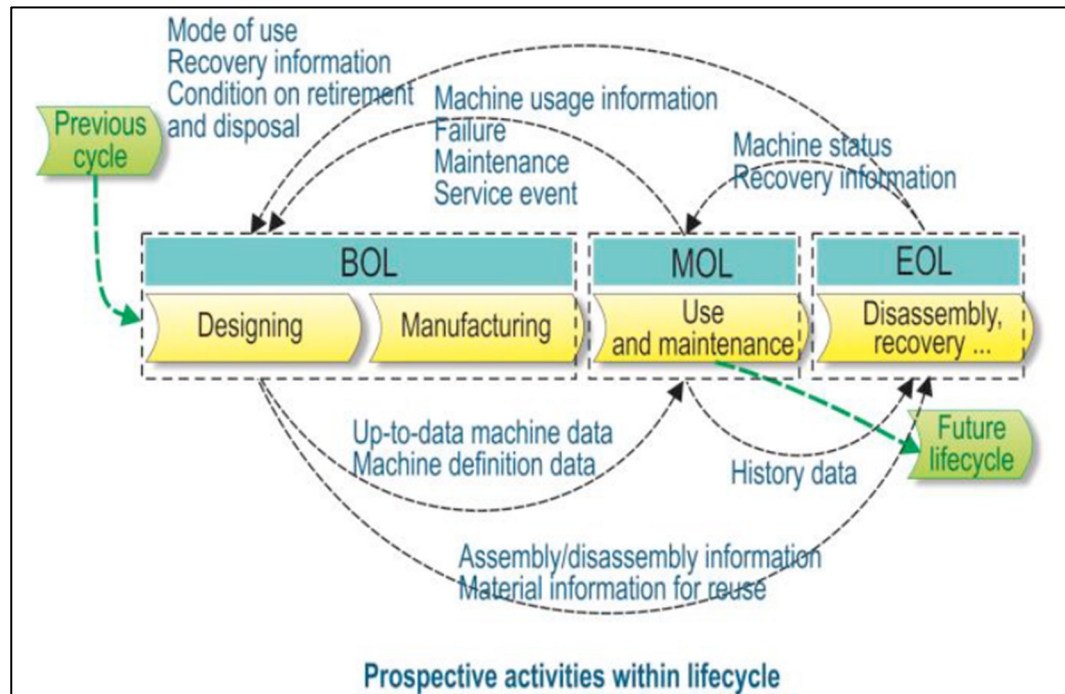 Mode of use
Recovery information
Condition on retirement
and disposal
Previous
cycle
Machine usage information
Failure
Maintenance
Service event
Machine status
Recovery information
BOL
MOL
EOL
Designing
Manufacturing
Use
and maintenance
Disassembly,
recovery ...
Up-to-data machine data
Machine definition data
History data
Future
lifecycle
Assembly/disassembly information
Material information for reuse
Prospective activities within lifecycle